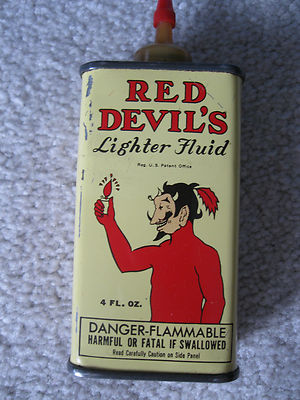 RED
DEVIL'S
Lighter Fluid
Reg. U.S. Patent Office
4 FL. OZ.
DANGER-FLAMMABLE
HARMFUL OR FATAL IF SWALLOWED
Read Carefully Caution on Side Panel